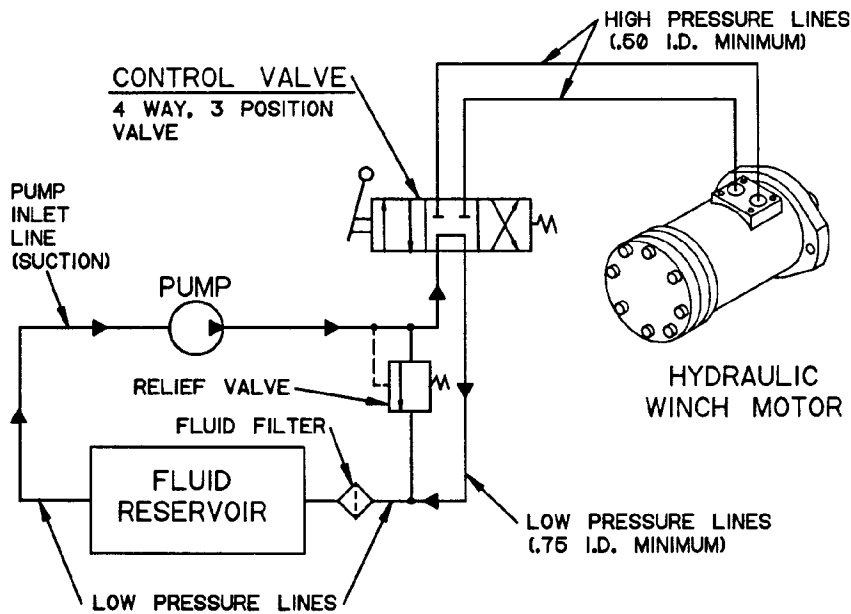 HIGH PRESSURE LINES
(.50 I.D. MINIMUM)
CONTROL VALVE
4 WAY, 3 POSITION
VALVE
PUMP
INLET
LINE
(SUCTION)
PUMP
RELIEF VALVE
HYDRAULIC
WINCH MOTOR
FLUID FILTER
FLUID
RESERVOIR
LOW PRESSURE LINES
(.75 I.D. MINIMUM)
LOW PRESSURE LINES